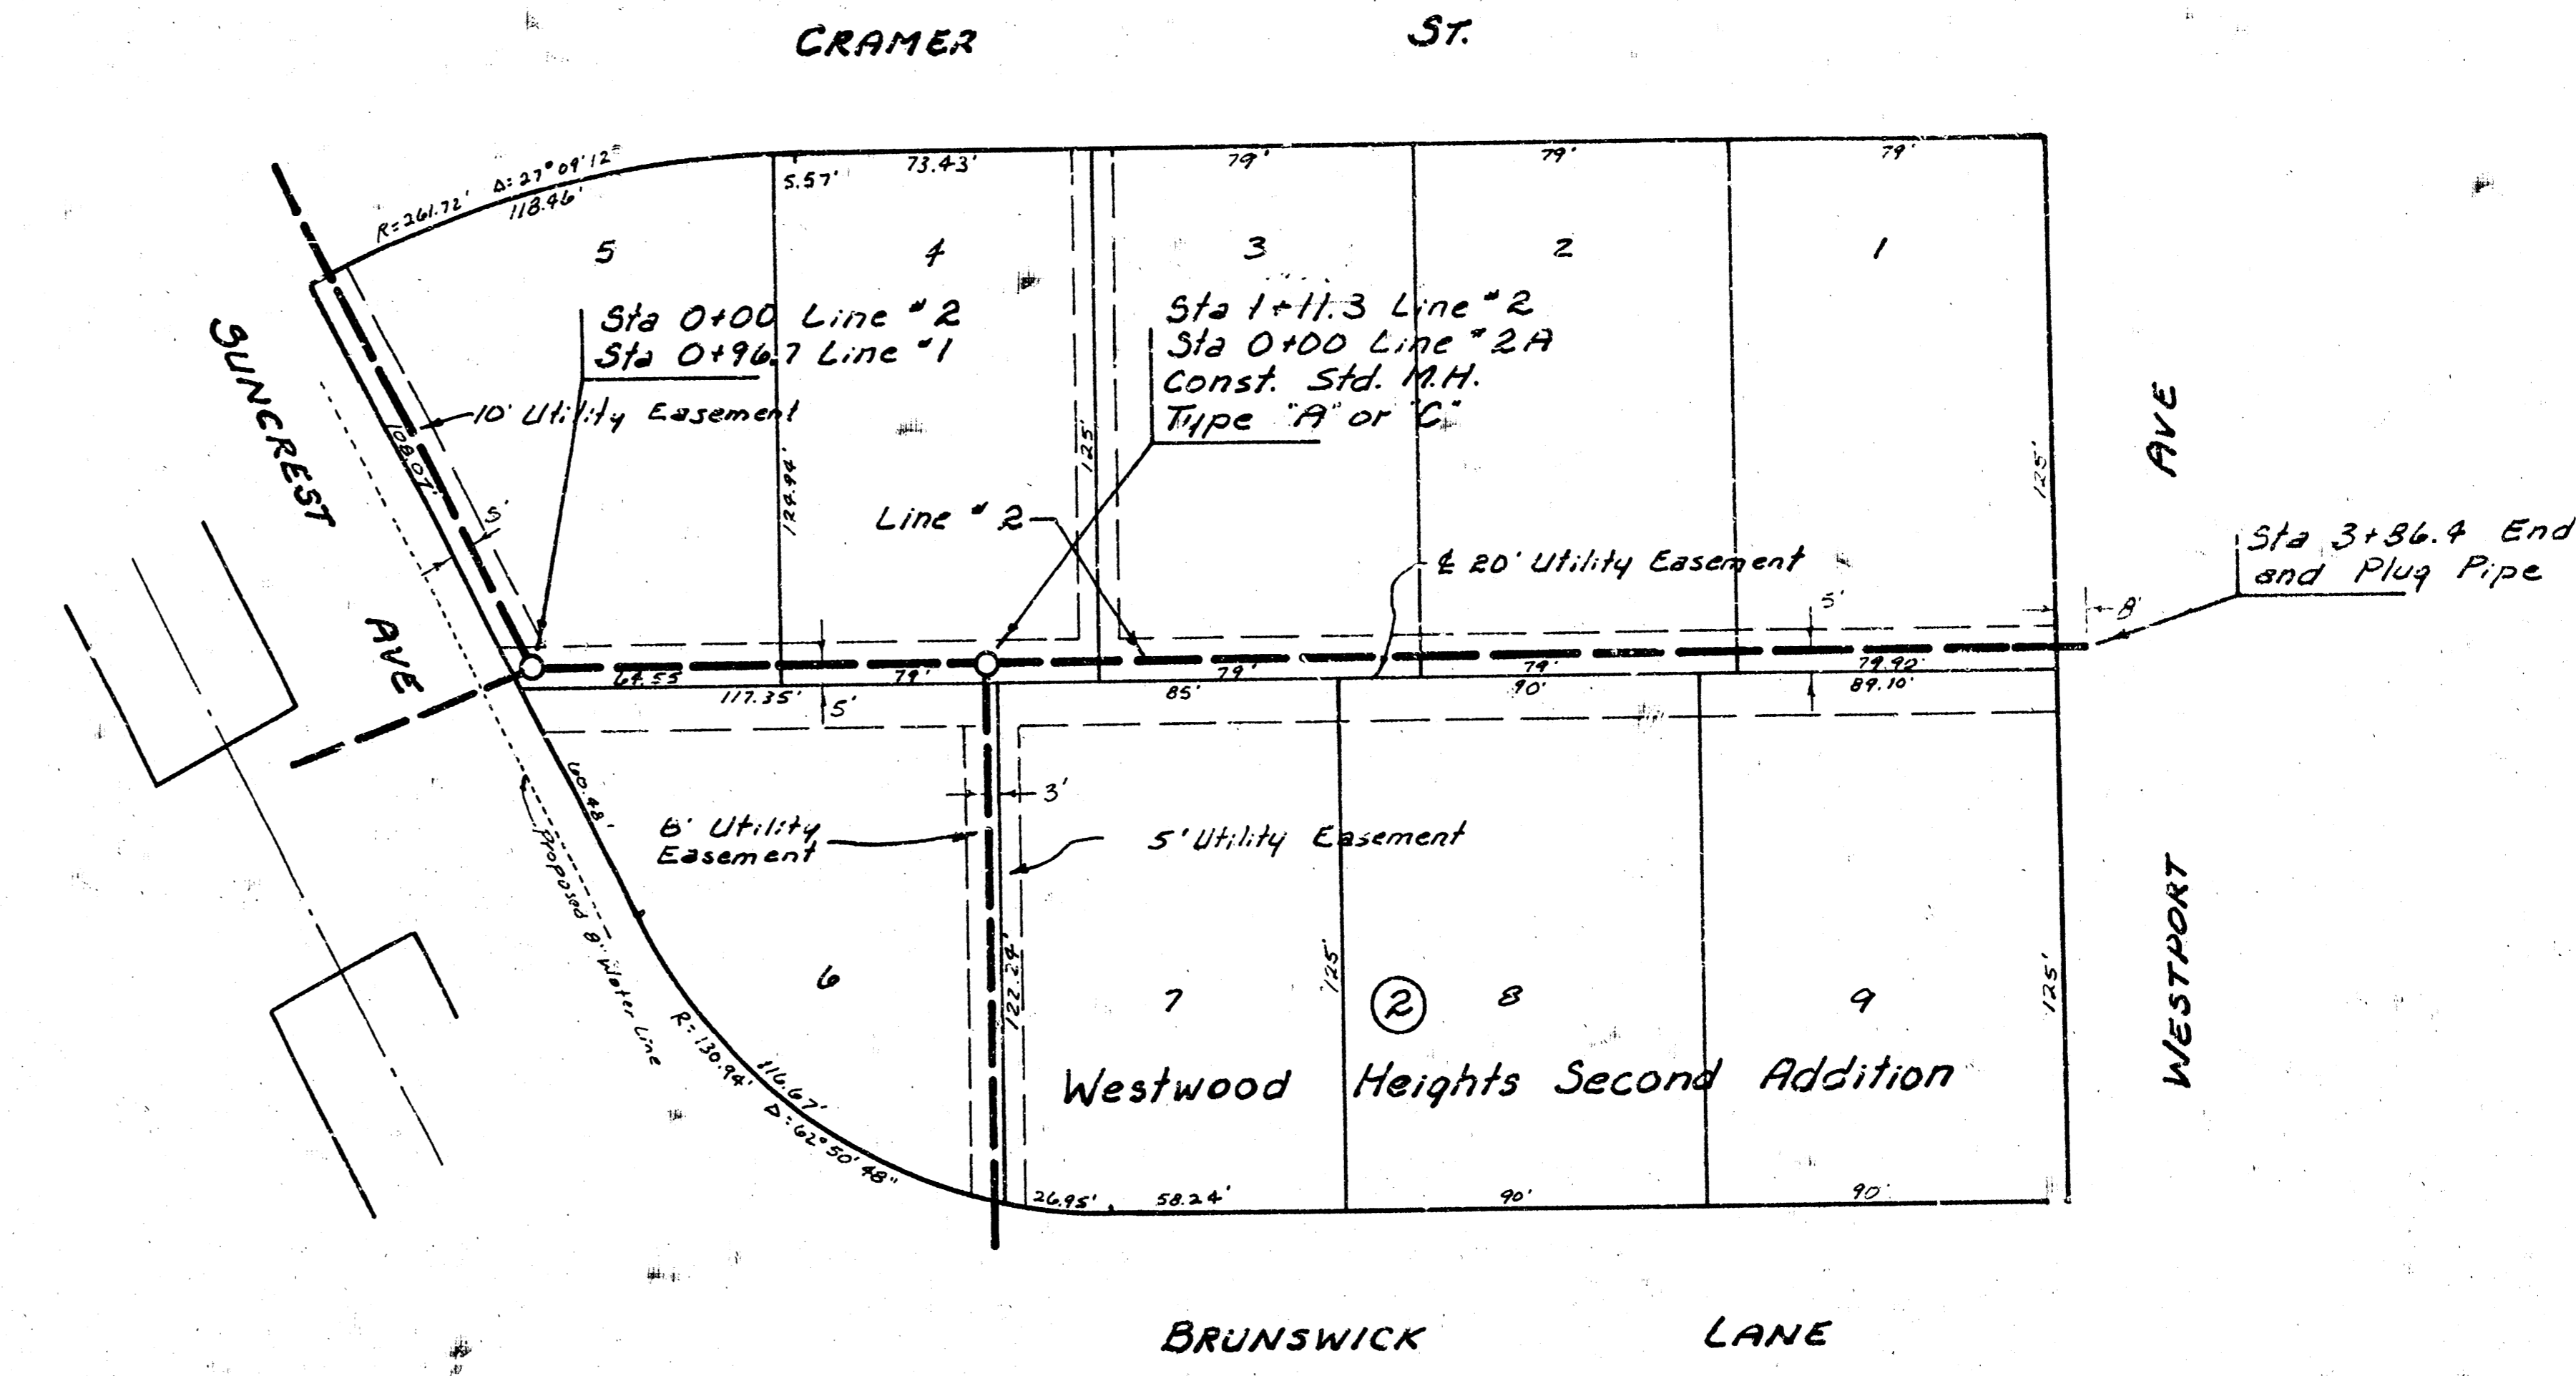 CRAMER ST.
R=261.72' Δ=27°09'12"
118.46'
5.57' 73.43' 79' 79' 79'
5 4 3 2 1
Sta 0+00 Line #2
Sta 0+96.7 Line #1
Sta 1+11.3 Line #2
Sta 0+00 Line #2A
Const. Std. M.H.
Type "A" or "C"
10' Utility Easement
SUNCREST
AVE
108.07'
5'
124.94'
125'
125'
AVE
WESTPORT
Line #2
℄ 20' Utility Easement
Sta 3+86.4 End
and Plug Pipe
5'
8'
64.55 79' 79' 79' 79.92'
117.35' 85' 90' 89.10'
5'
60.48'
Proposed 8" Water Line
3'
8' Utility
Easement
5' Utility Easement
122.24'
125'
125'
6 7 2 8 9
R=130.94'
116.67'
Δ=62°50'48"
Westwood Heights Second Addition
26.95' 58.24' 90' 90'
BRUNSWICK LANE